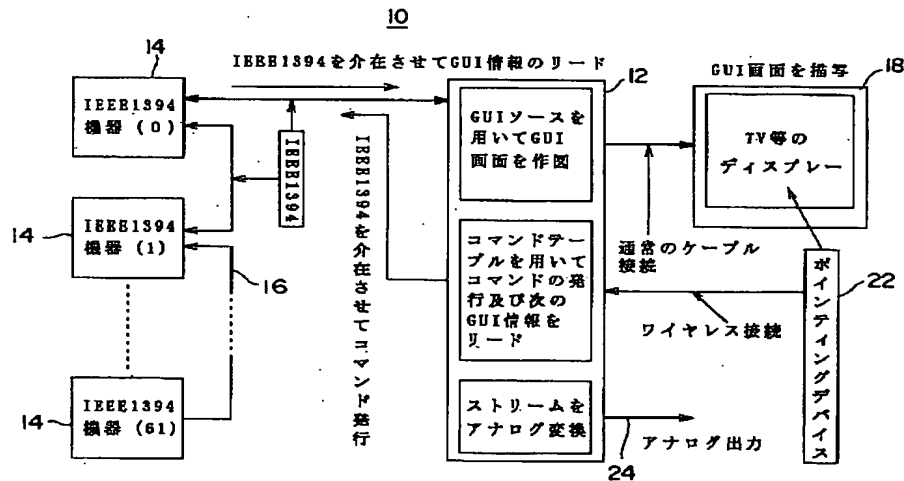 10
IEEE1394を介在させてGUI情報のリード
14
IEEE1394
機器 (0)
IEEE1394
14
IEEE1394
機器 (1)
16
14
IEEE1394
機器 (61)
IEEE1394を介在させてコマンド発行
12
GUIソースを
用いてGUI
画面を作図
コマンドテー
ブルを用いて
コマンドの発
行及び次の
GUI情報を
リード
ストリームを
アナログ変換
GUI画面を描写
18
TV等の
ディスプレー
通常のケーブル
接続
ワイヤレス接続
ポインティングデバイス
22
24
アナログ出力